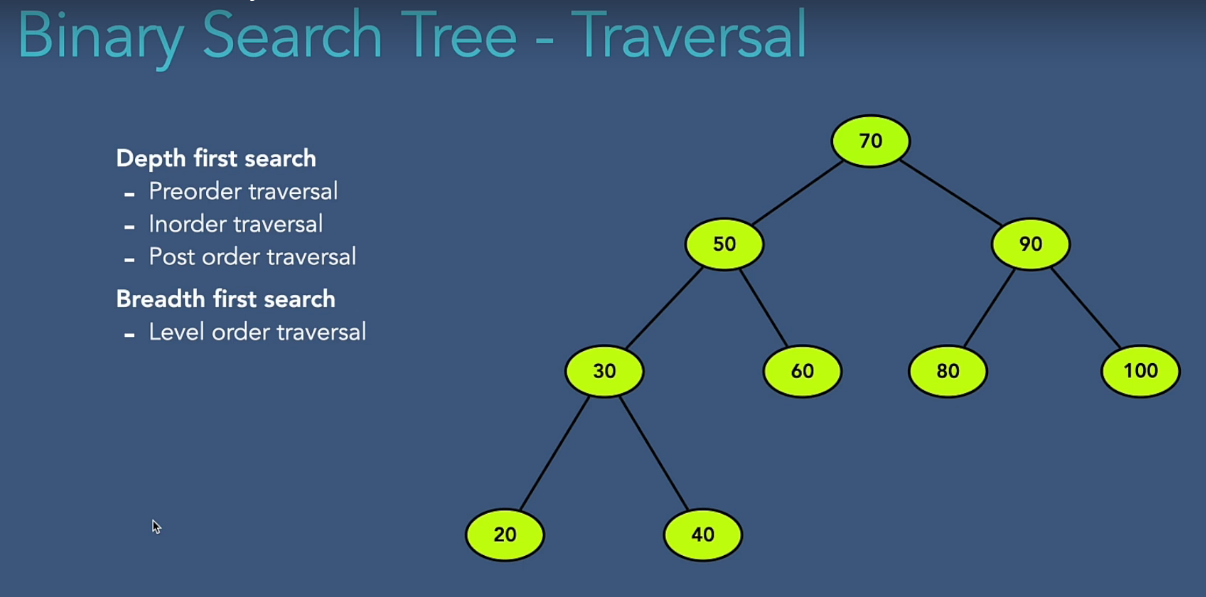 Binary Search Tree - Traversal
Depth first search
- Preorder traversal
- Inorder traversal
- Post order traversal
Breadth first search
- Level order traversal
70
50
90
30
60
80
100
20
40